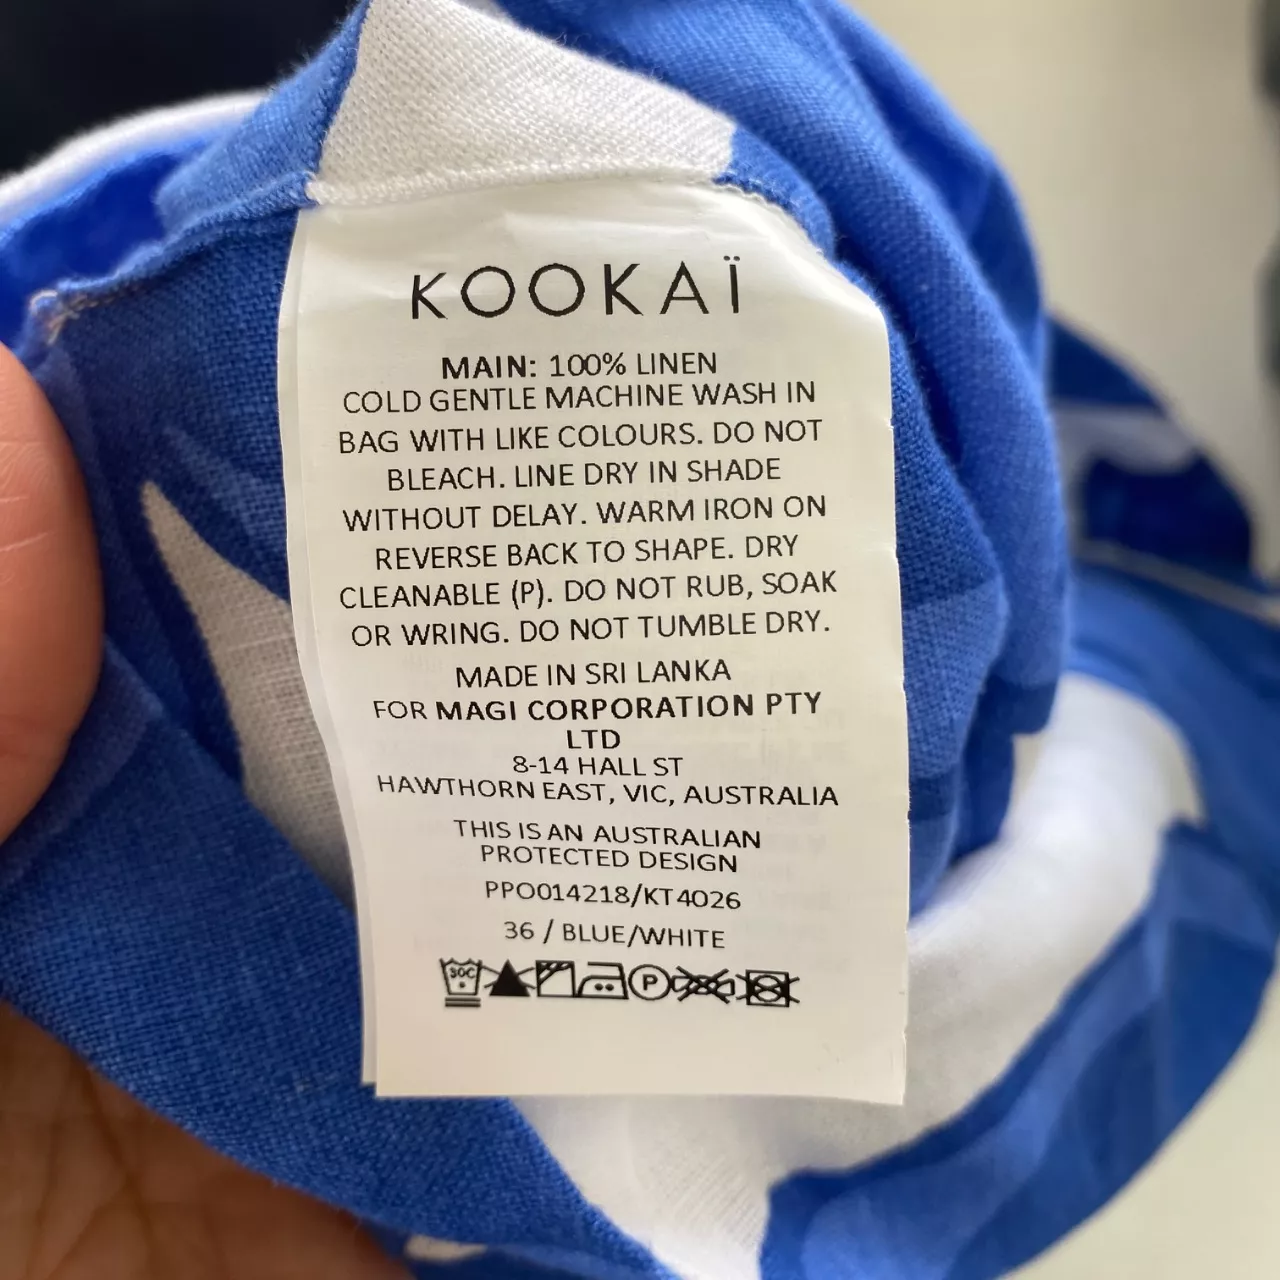 KOOKAÏ
MAIN: 100% LINEN
COLD GENTLE MACHINE WASH IN
BAG WITH LIKE COLOURS. DO NOT
BLEACH. LINE DRY IN SHADE
WITHOUT DELAY. WARM IRON ON
REVERSE BACK TO SHAPE. DRY
CLEANABLE (P). DO NOT RUB, SOAK
OR WRING. DO NOT TUMBLE DRY.
MADE IN SRI LANKA
FOR MAGI CORPORATION PTY
LTD
8-14 HALL ST
HAWTHORN EAST, VIC, AUSTRALIA
THIS IS AN AUSTRALIAN
PROTECTED DESIGN
PPO014218/KT4026
36 / BLUE/WHITE
30C P